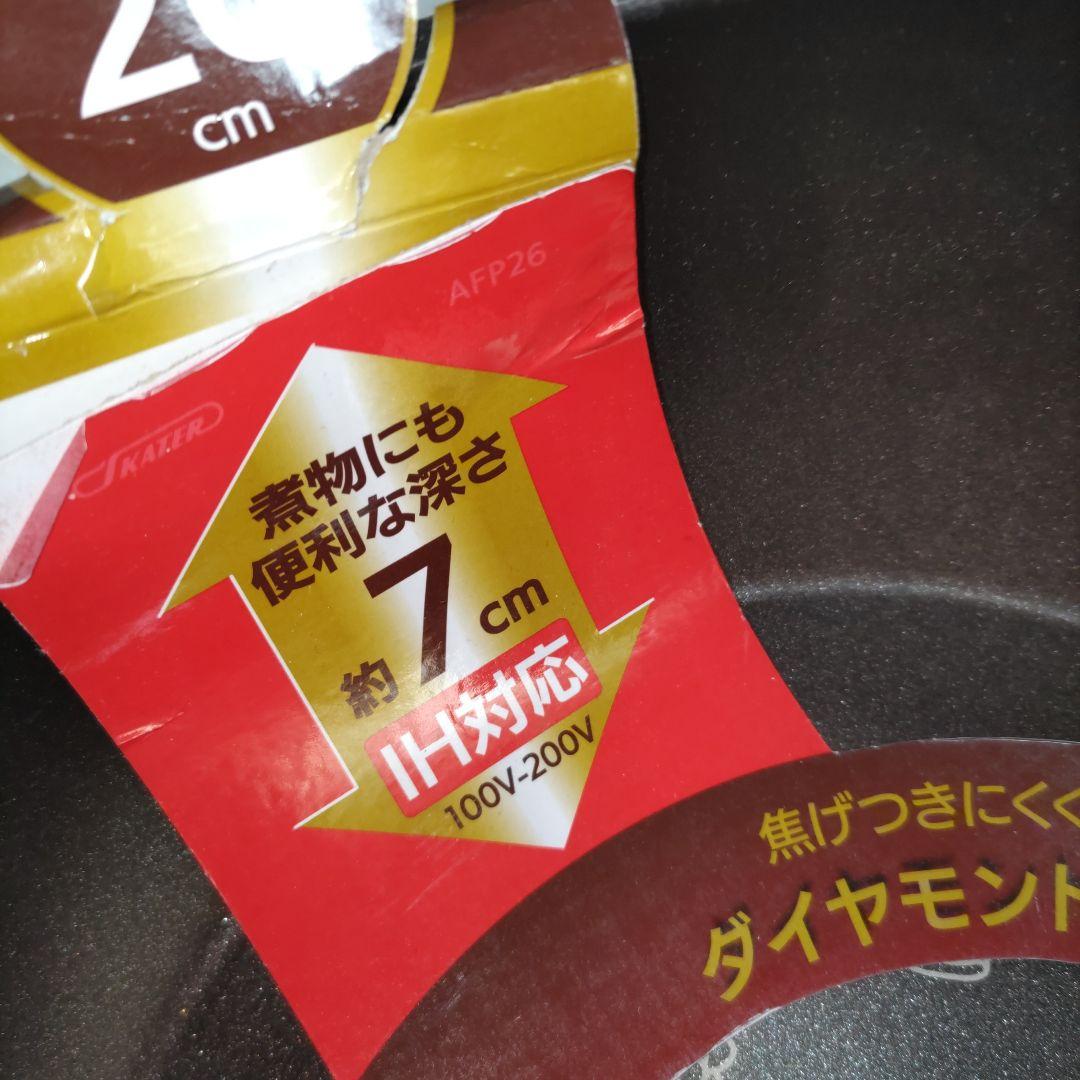 cm
AFP26
SKATER
煮物にも
便利な深さ
約7cm
IH対応
100V-200V
焦げつきにくく
ダイヤモンド